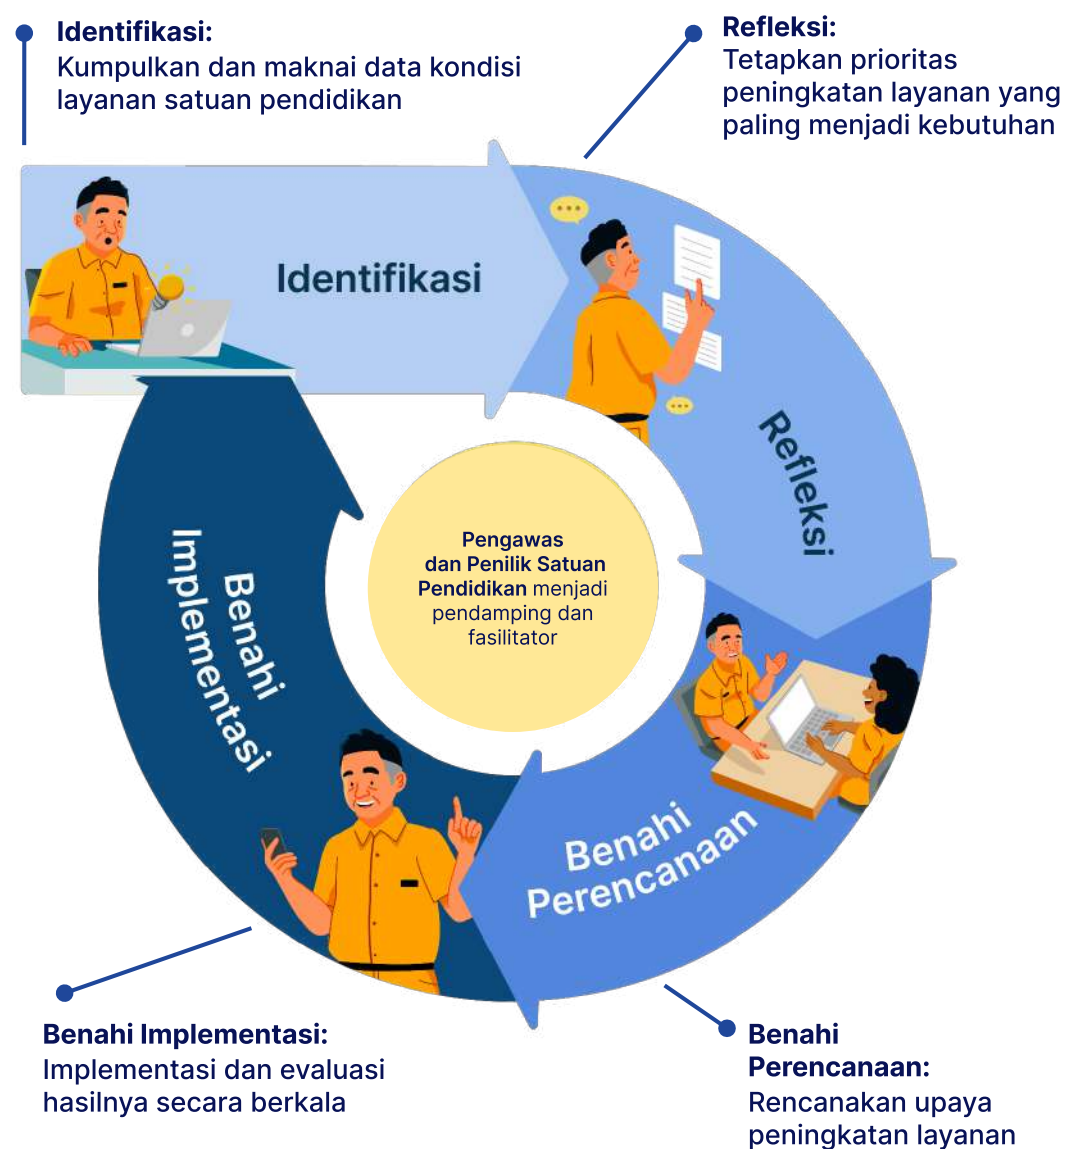 Identifikasi:
Kumpulkan dan maknai data kondisi
layanan satuan pendidikan
Refleksi:
Tetapkan prioritas
peningkatan layanan yang
paling menjadi kebutuhan
Identifikasi
Refleksi
Pengawas
dan Penilik Satuan
Pendidikan menjadi
pendamping dan
fasilitator
Benahi
Implementasi
Benahi
Perencanaan
Benahi Implementasi:
Implementasi dan evaluasi
hasilnya secara berkala
Benahi
Perencanaan:
Rencanakan upaya
peningkatan layanan